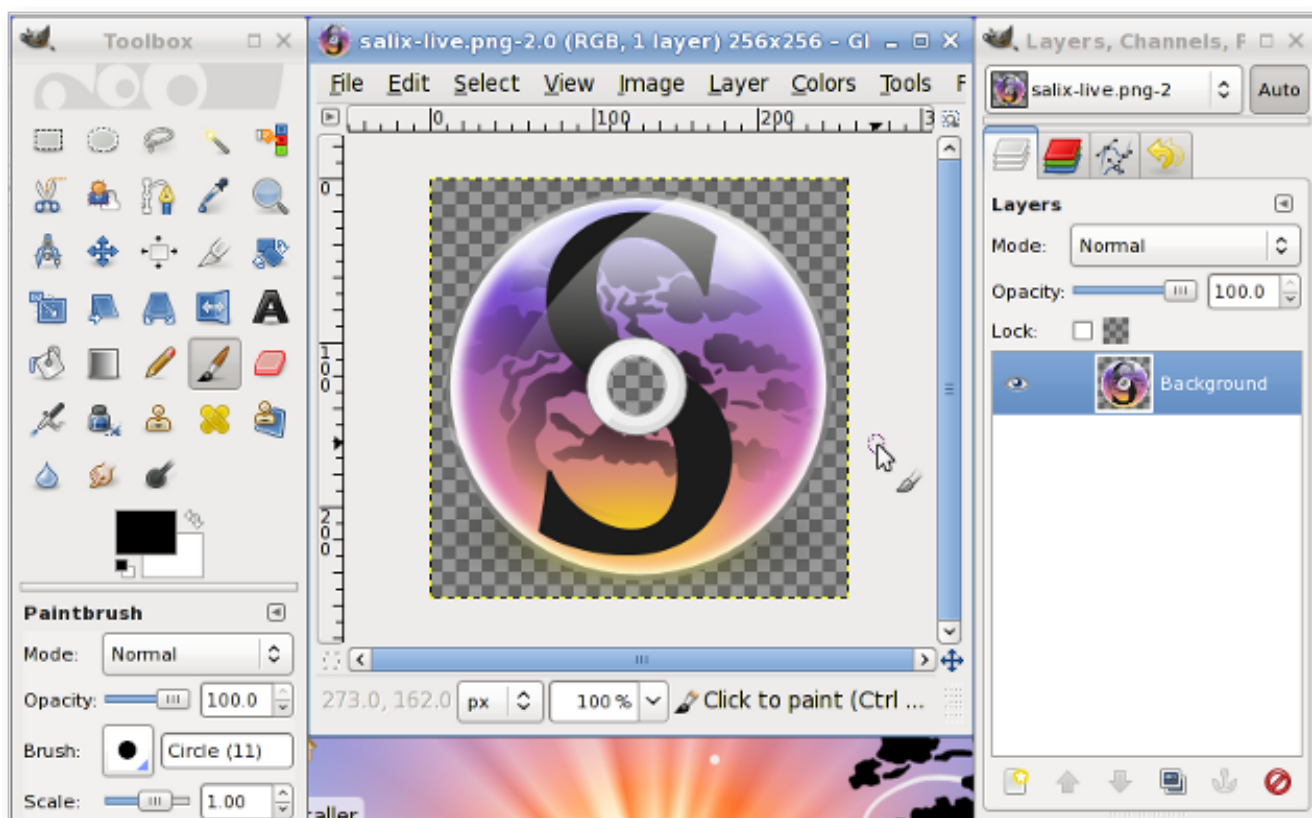 Toolbox
Paintbrush
Mode: Normal
Opacity: 100.0
Brush: Circle (11)
Scale: 1.00
salix-live.png-2.0 (RGB, 1 layer) 256x256 – GI
File Edit Select View Image Layer Colors Tools F
0 100 200 3
0
100
200
S
273.0, 162.0 px 100 % Click to paint (Ctrl ...
aller
Layers, Channels, F
salix-live.png-2 Auto
Layers
Mode: Normal
Opacity: 100.0
Lock:
Background